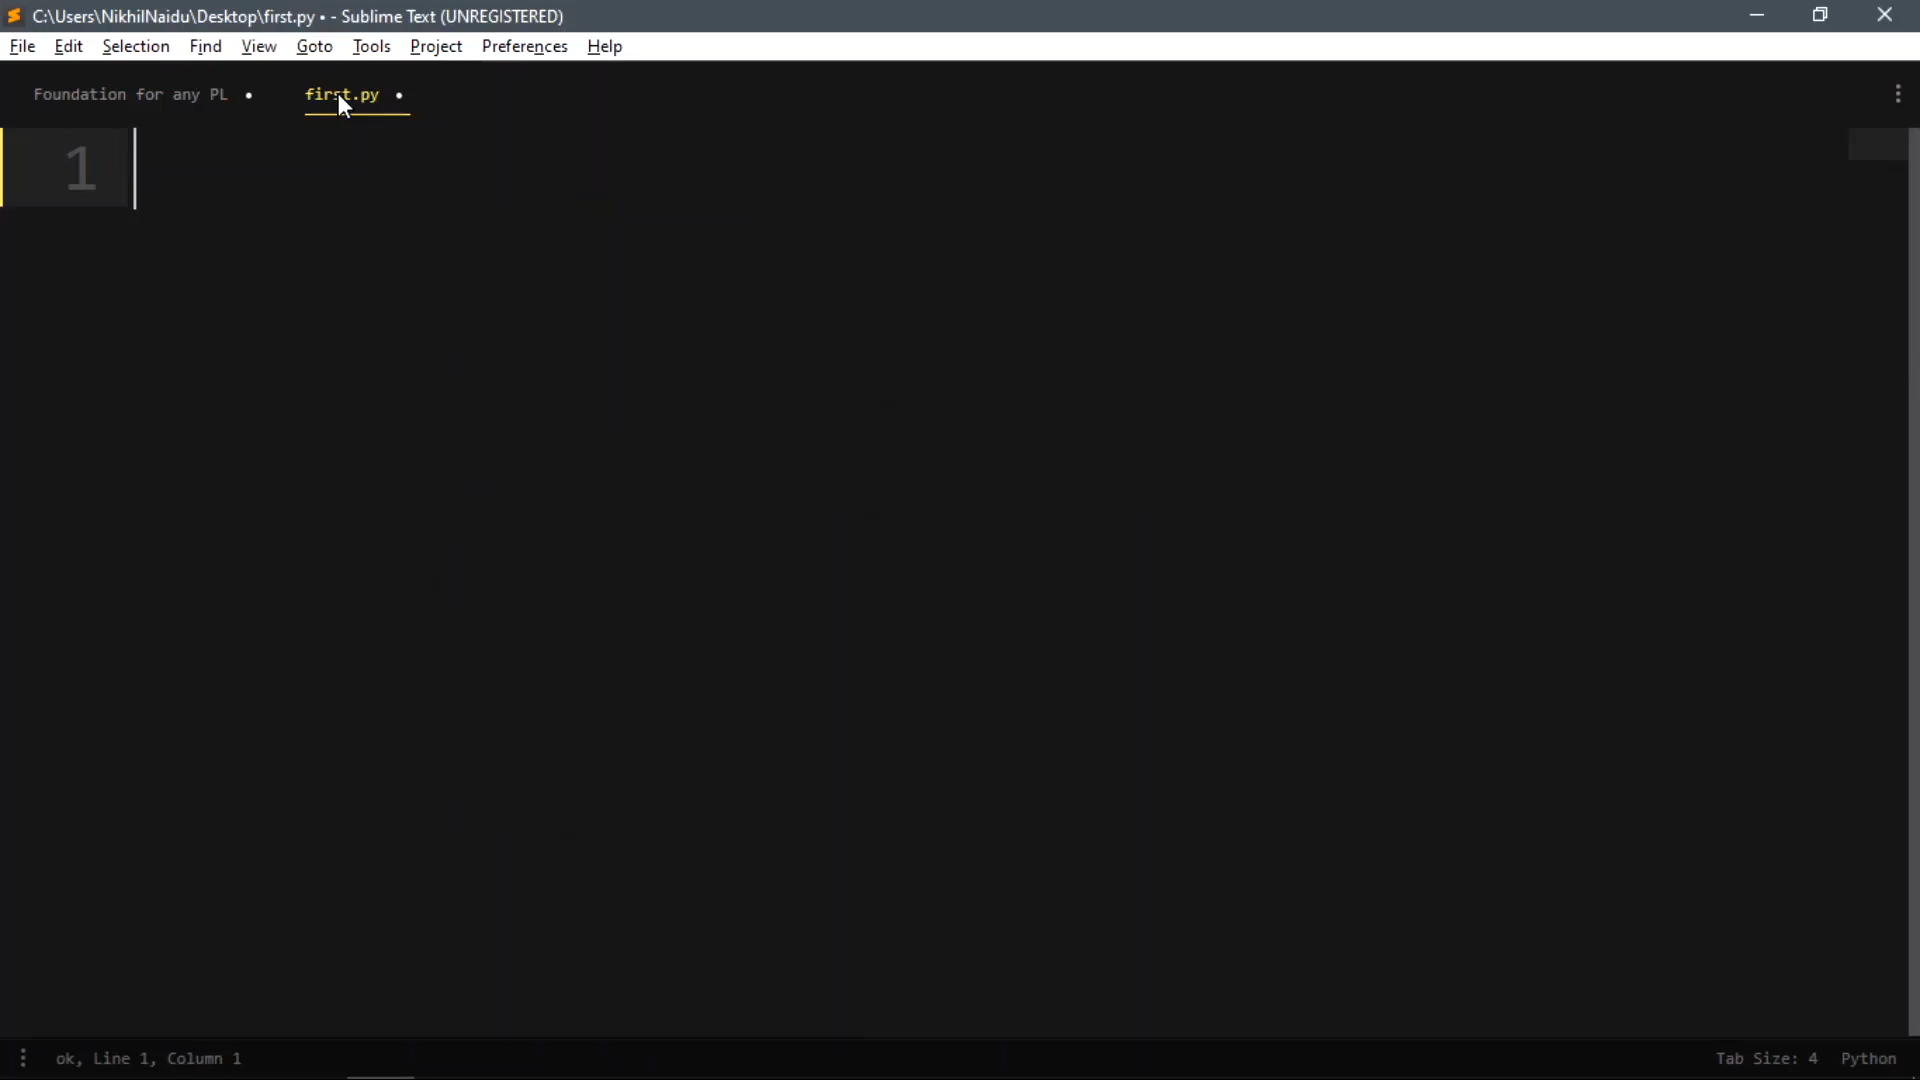 C:\Users\NikhilNaidu\Desktop\first.py • - Sublime Text (UNREGISTERED)
File Edit Selection Find View Goto Tools Project Preferences Help
Foundation for any PL • first.py •
1
ok, Line 1, Column 1 Tab Size: 4 Python